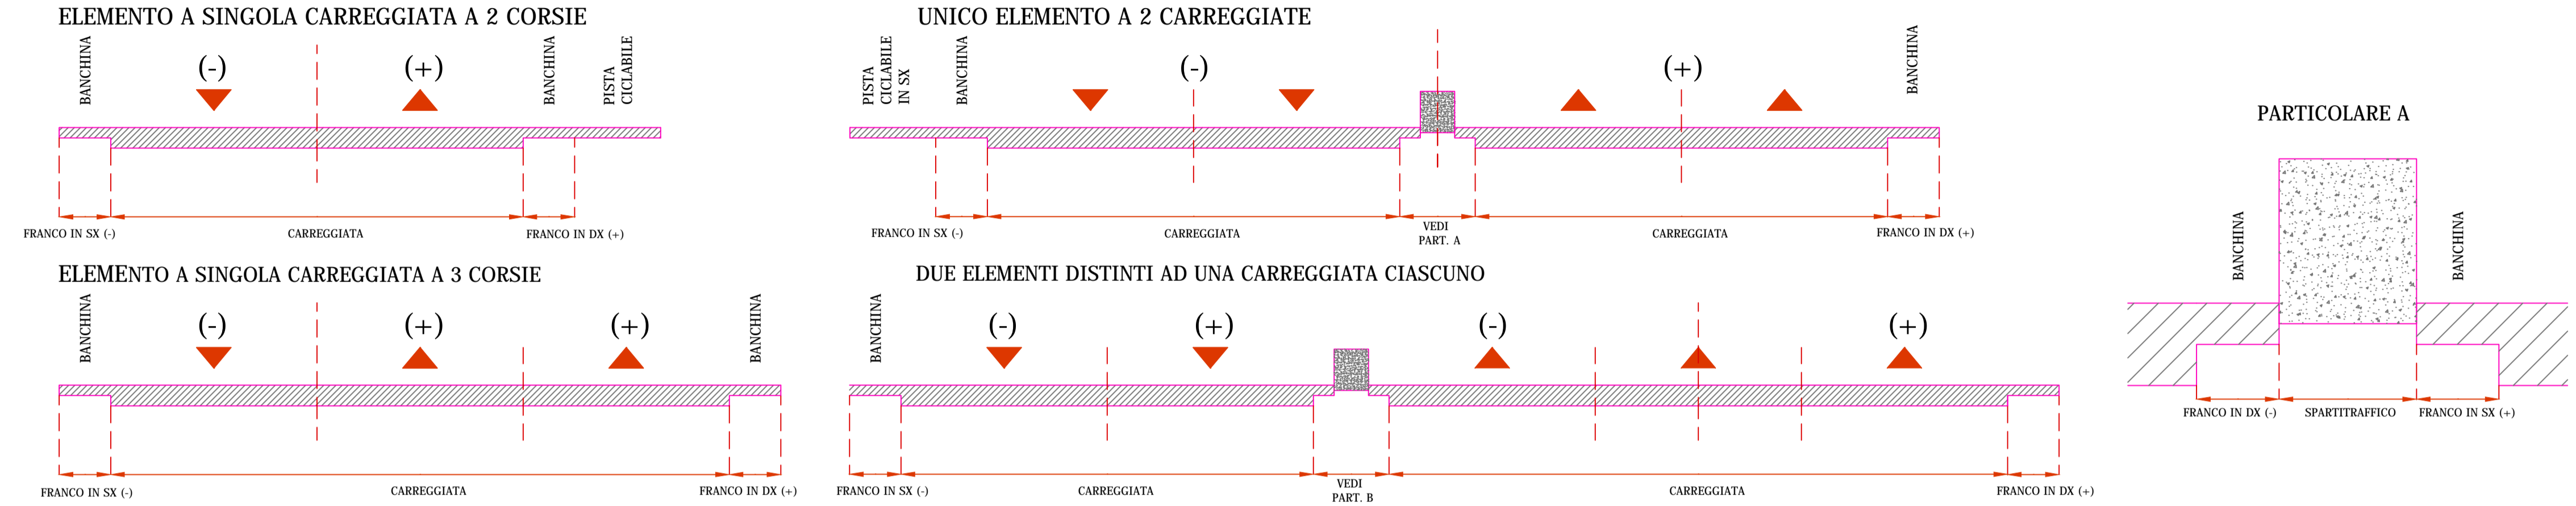 ELEMENTO A SINGOLA CARREGGIATA A 2 CORSIE
BANCHINA
(-)
(+)
BANCHINA
PISTA
CICLABILE
FRANCO IN SX (-)
CARREGGIATA
FRANCO IN DX (+)
UNICO ELEMENTO A 2 CARREGGIATE
PISTA
CICLABILE
IN SX
BANCHINA
(-)
(+)
BANCHINA
FRANCO IN SX (-)
CARREGGIATA
VEDI
PART. A
CARREGGIATA
FRANCO IN DX (+)
ELEMENTO A SINGOLA CARREGGIATA A 3 CORSIE
BANCHINA
(-)
(+)
(+)
BANCHINA
FRANCO IN SX (-)
CARREGGIATA
FRANCO IN DX (+)
DUE ELEMENTI DISTINTI AD UNA CARREGGIATA CIASCUNO
BANCHINA
(-)
(+)
(-)
(+)
FRANCO IN SX (-)
CARREGGIATA
VEDI
PART. B
CARREGGIATA
FRANCO IN DX (+)
PARTICOLARE A
BANCHINA
BANCHINA
FRANCO IN DX (-)
SPARTITRAFFICO
FRANCO IN SX (+)